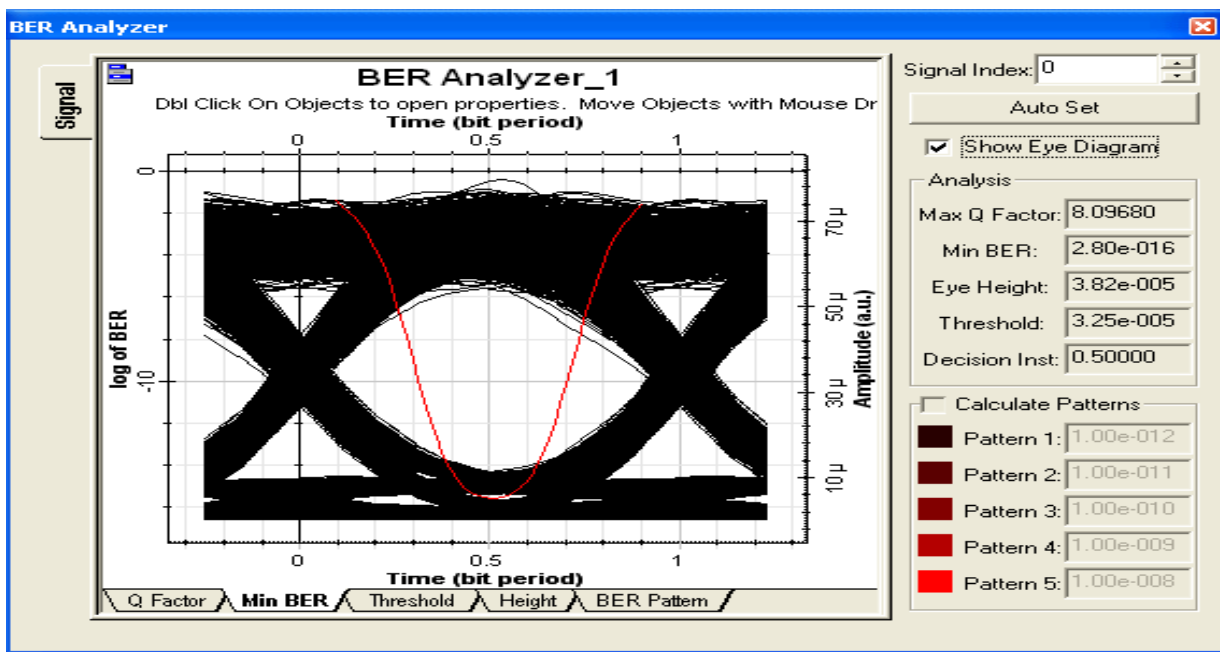 BER Analyzer
Signal
BER Analyzer_1
Dbl Click On Objects to open properties. Move Objects with Mouse Dr
Time (bit period)
0 0.5 1
log of BER
0
-10
Amplitude (a.u.)
70 µ
50 µ
30 µ
10 µ
0 0.5 1
Time (bit period)
Q Factor Min BER Threshold Height BER Pattern
Signal Index: 0
Auto Set
Show Eye Diagram
Analysis
Max Q Factor: 8.09680
Min BER: 2.80e-016
Eye Height: 3.82e-005
Threshold: 3.25e-005
Decision Inst: 0.50000
Calculate Patterns
Pattern 1: 1.00e-012
Pattern 2: 1.00e-011
Pattern 3: 1.00e-010
Pattern 4: 1.00e-009
Pattern 5: 1.00e-008